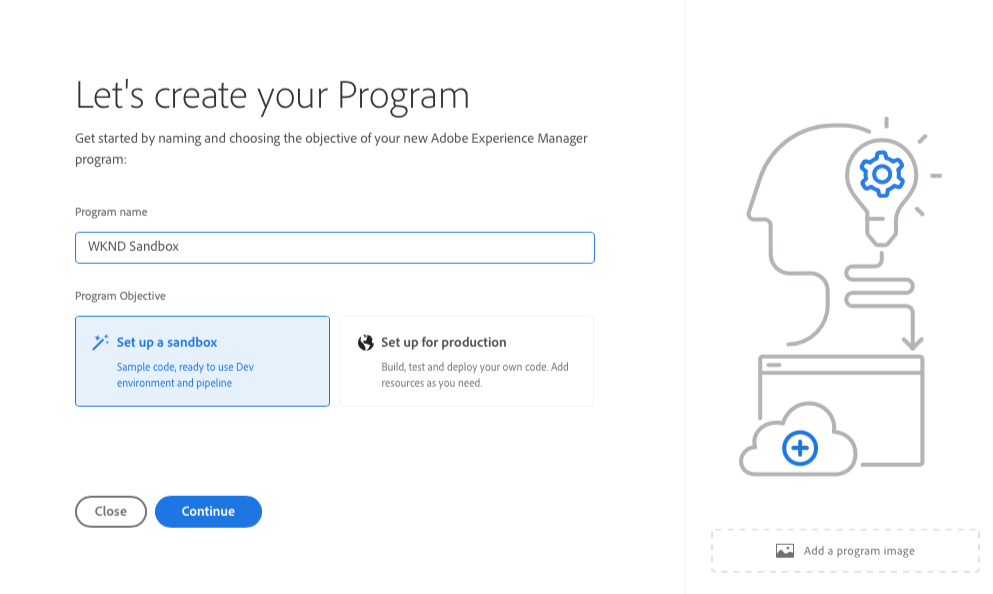 Let's create your Program
Get started by naming and choosing the objective of your new Adobe Experience Manager
program:
Program name
WKND Sandbox
Program Objective
Set up a sandbox
Sample code, ready to use Dev
environment and pipeline
Set up for production
Build, test and deploy your own code. Add
resources as you need.
Close
Continue
Add a program image